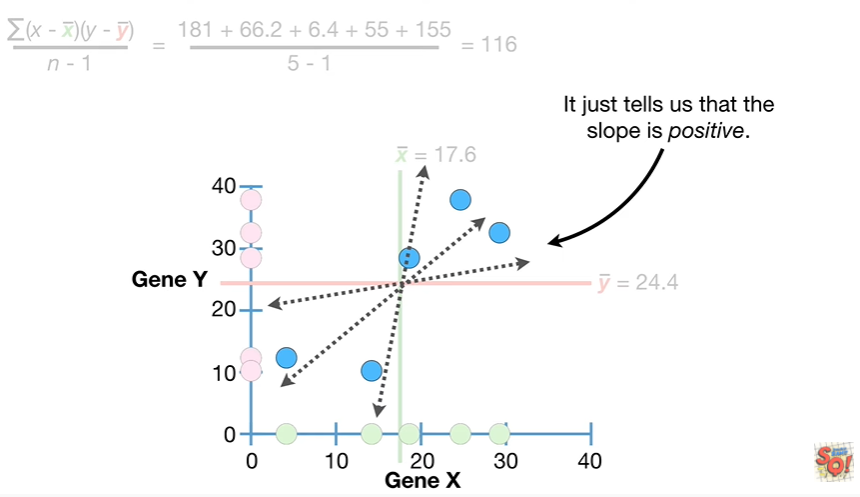 ∑(x - x̄)(y - ȳ)
n - 1
=
181 + 66.2 + 6.4 + 55 + 155
5 - 1
= 116
It just tells us that the
slope is positive.
x̄ = 17.6
40
30
Gene Y
ȳ = 24.4
20
10
0
0 10 20 30 40
Gene X
SQ!